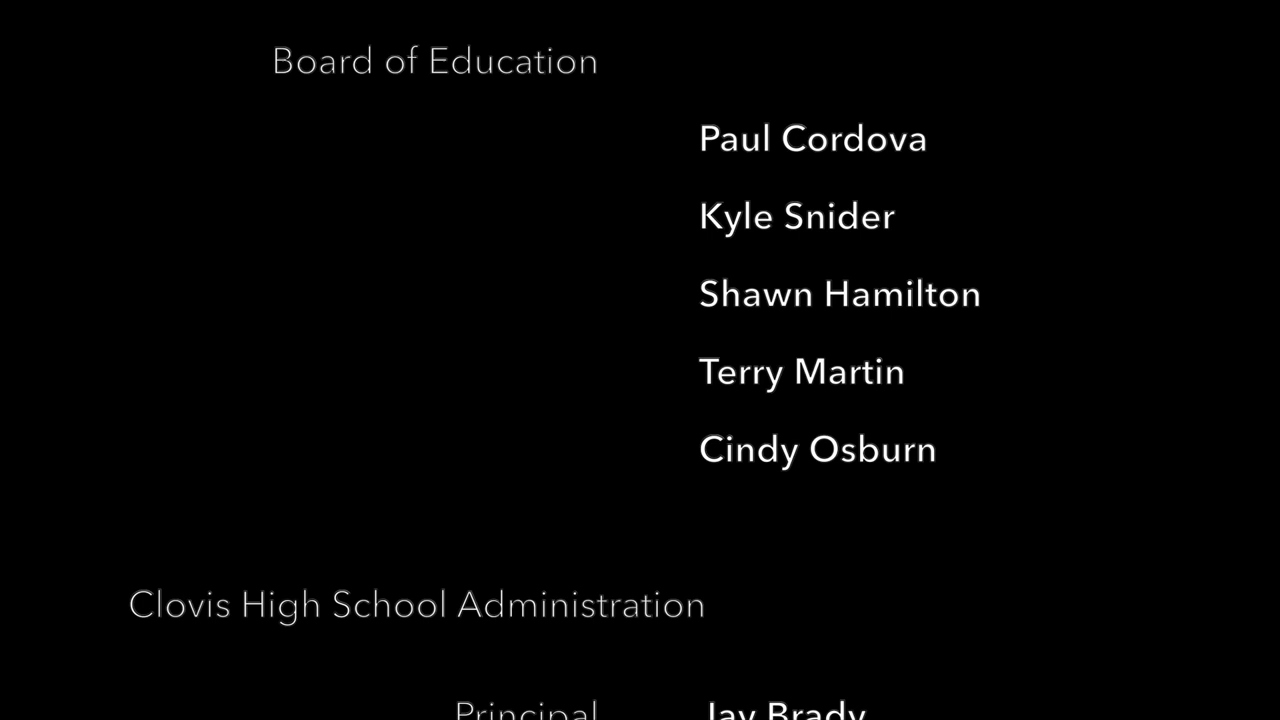 Board of Education
Paul Cordova
Kyle Snider
Shawn Hamilton
Terry Martin
Cindy Osburn
Clovis High School Administration
Principal Jay Brady